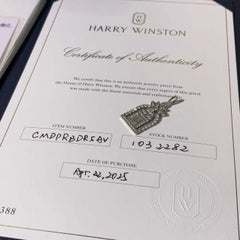 HW
HARRY WINSTON
Certificate of Authenticity
We certify that this is an authentic jewelry piece from
the House of Harry Winston. We ensure that every aspect of this jewel
was made with the finest materials and craftsmanship.
ITEM NUMBER
CMDPRBDRSBV
STOCK NUMBER
1032282
DATE OF PURCHASE
Apr. 22, 2025
388